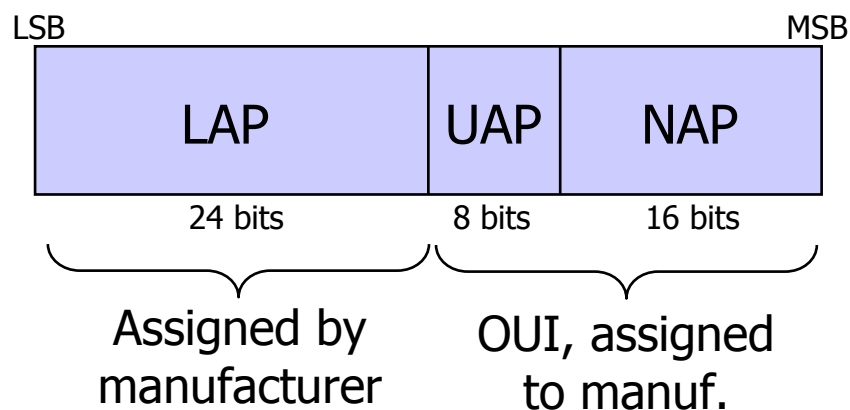 LSB MSB
LAP UAP NAP
24 bits 8 bits 16 bits
Assigned by
manufacturer
OUI, assigned
to manuf.